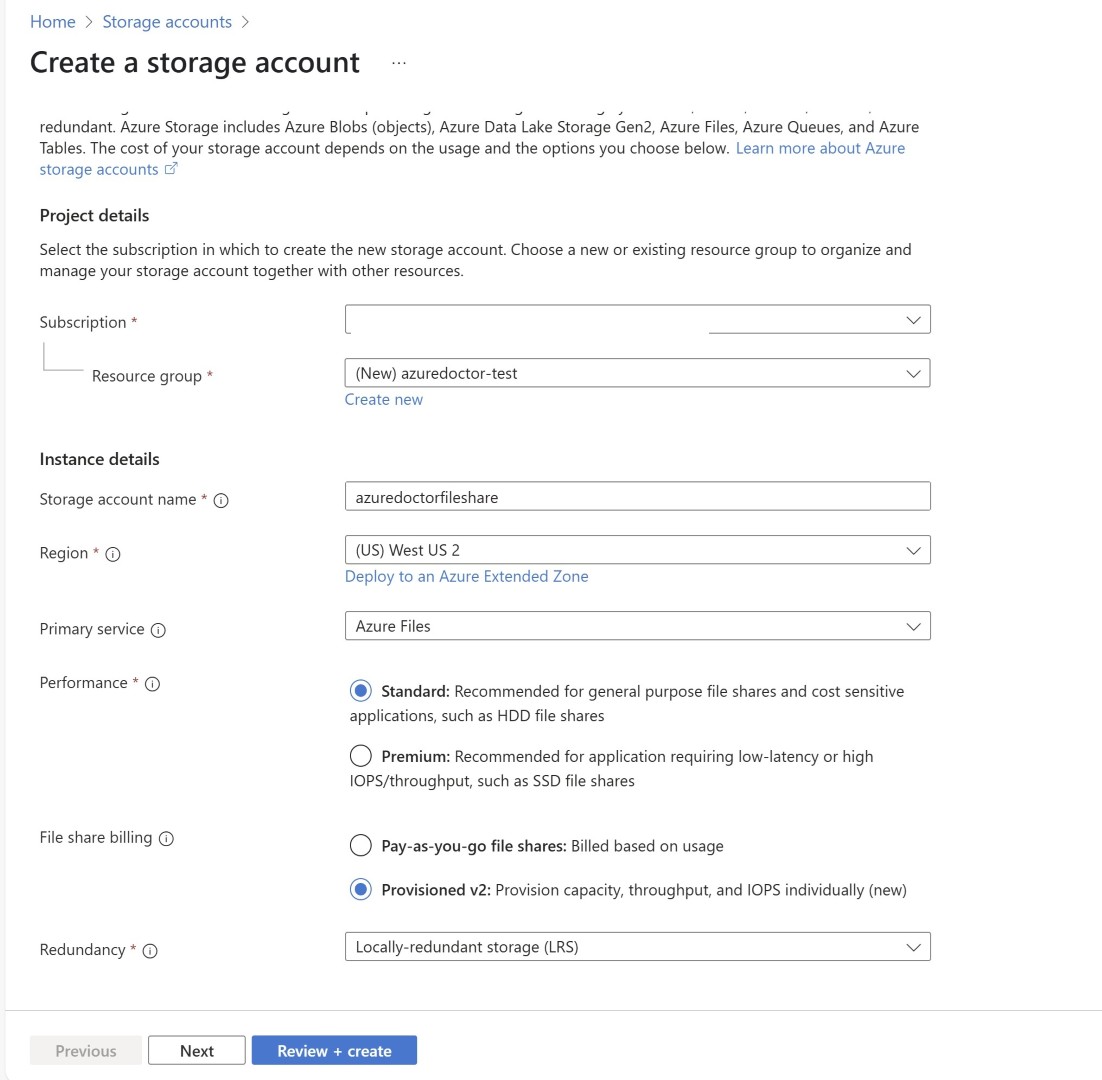 Home > Storage accounts >
Create a storage account ...
redundant. Azure Storage includes Azure Blobs (objects), Azure Data Lake Storage Gen2, Azure Files, Azure Queues, and Azure
Tables. The cost of your storage account depends on the usage and the options you choose below. Learn more about Azure
storage accounts
Project details
Select the subscription in which to create the new storage account. Choose a new or existing resource group to organize and
manage your storage account together with other resources.
Subscription *
Resource group *
(New) azuredoctor-test
Create new
Instance details
Storage account name *
azuredoctorfileshare
Region *
(US) West US 2
Deploy to an Azure Extended Zone
Primary service
Azure Files
Performance *
Standard: Recommended for general purpose file shares and cost sensitive
applications, such as HDD file shares
Premium: Recommended for application requiring low-latency or high
IOPS/throughput, such as SSD file shares
File share billing
Pay-as-you-go file shares: Billed based on usage
Provisioned v2: Provision capacity, throughput, and IOPS individually (new)
Redundancy *
Locally-redundant storage (LRS)
Previous
Next
Review + create